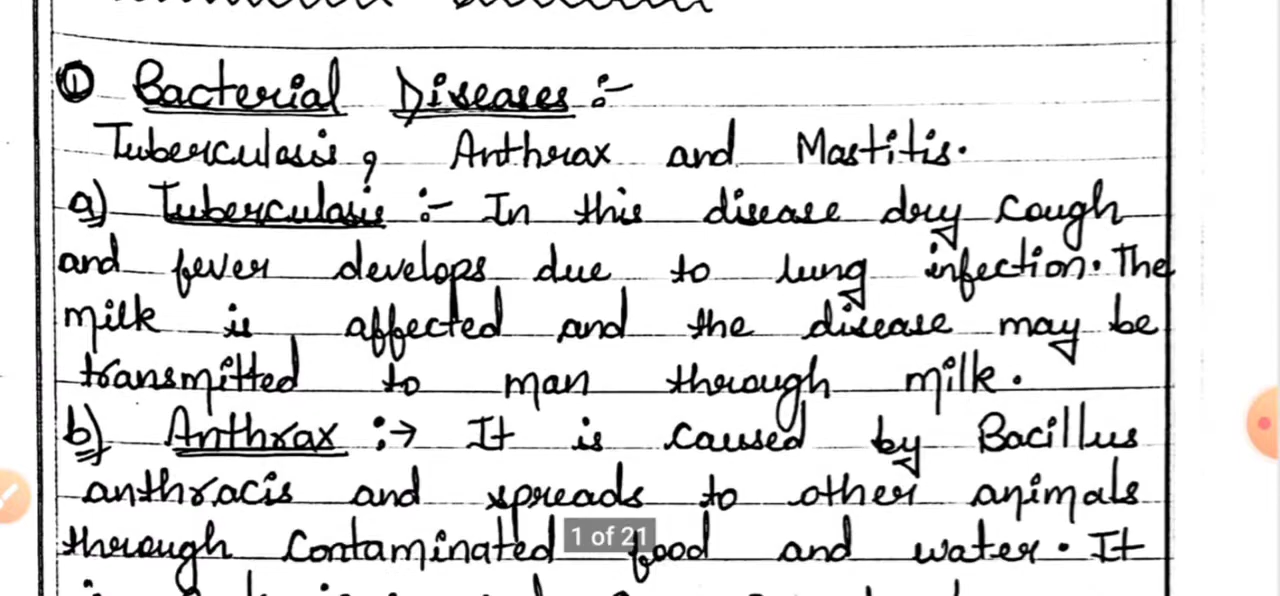 ① Bacterial Diseases :-
Tuberculosis, Anthrax and Mastitis.
a) Tuberculosis :- In this disease dry cough
and fever develops due to lung infection. The
milk is affected and the disease may be
transmitted to man through milk.
b) Anthrax :→ It is caused by Bacillus
anthracis and spreads to other animals
through contaminated food and water. It
1 of 21